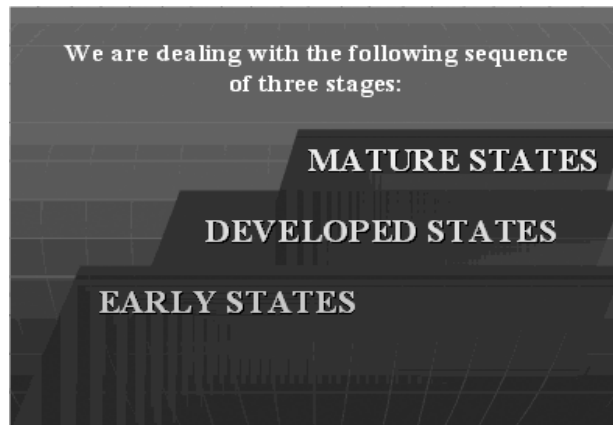 We are dealing with the following sequence
of three stages:
MATURE STATES
DEVELOPED STATES
EARLY STATES